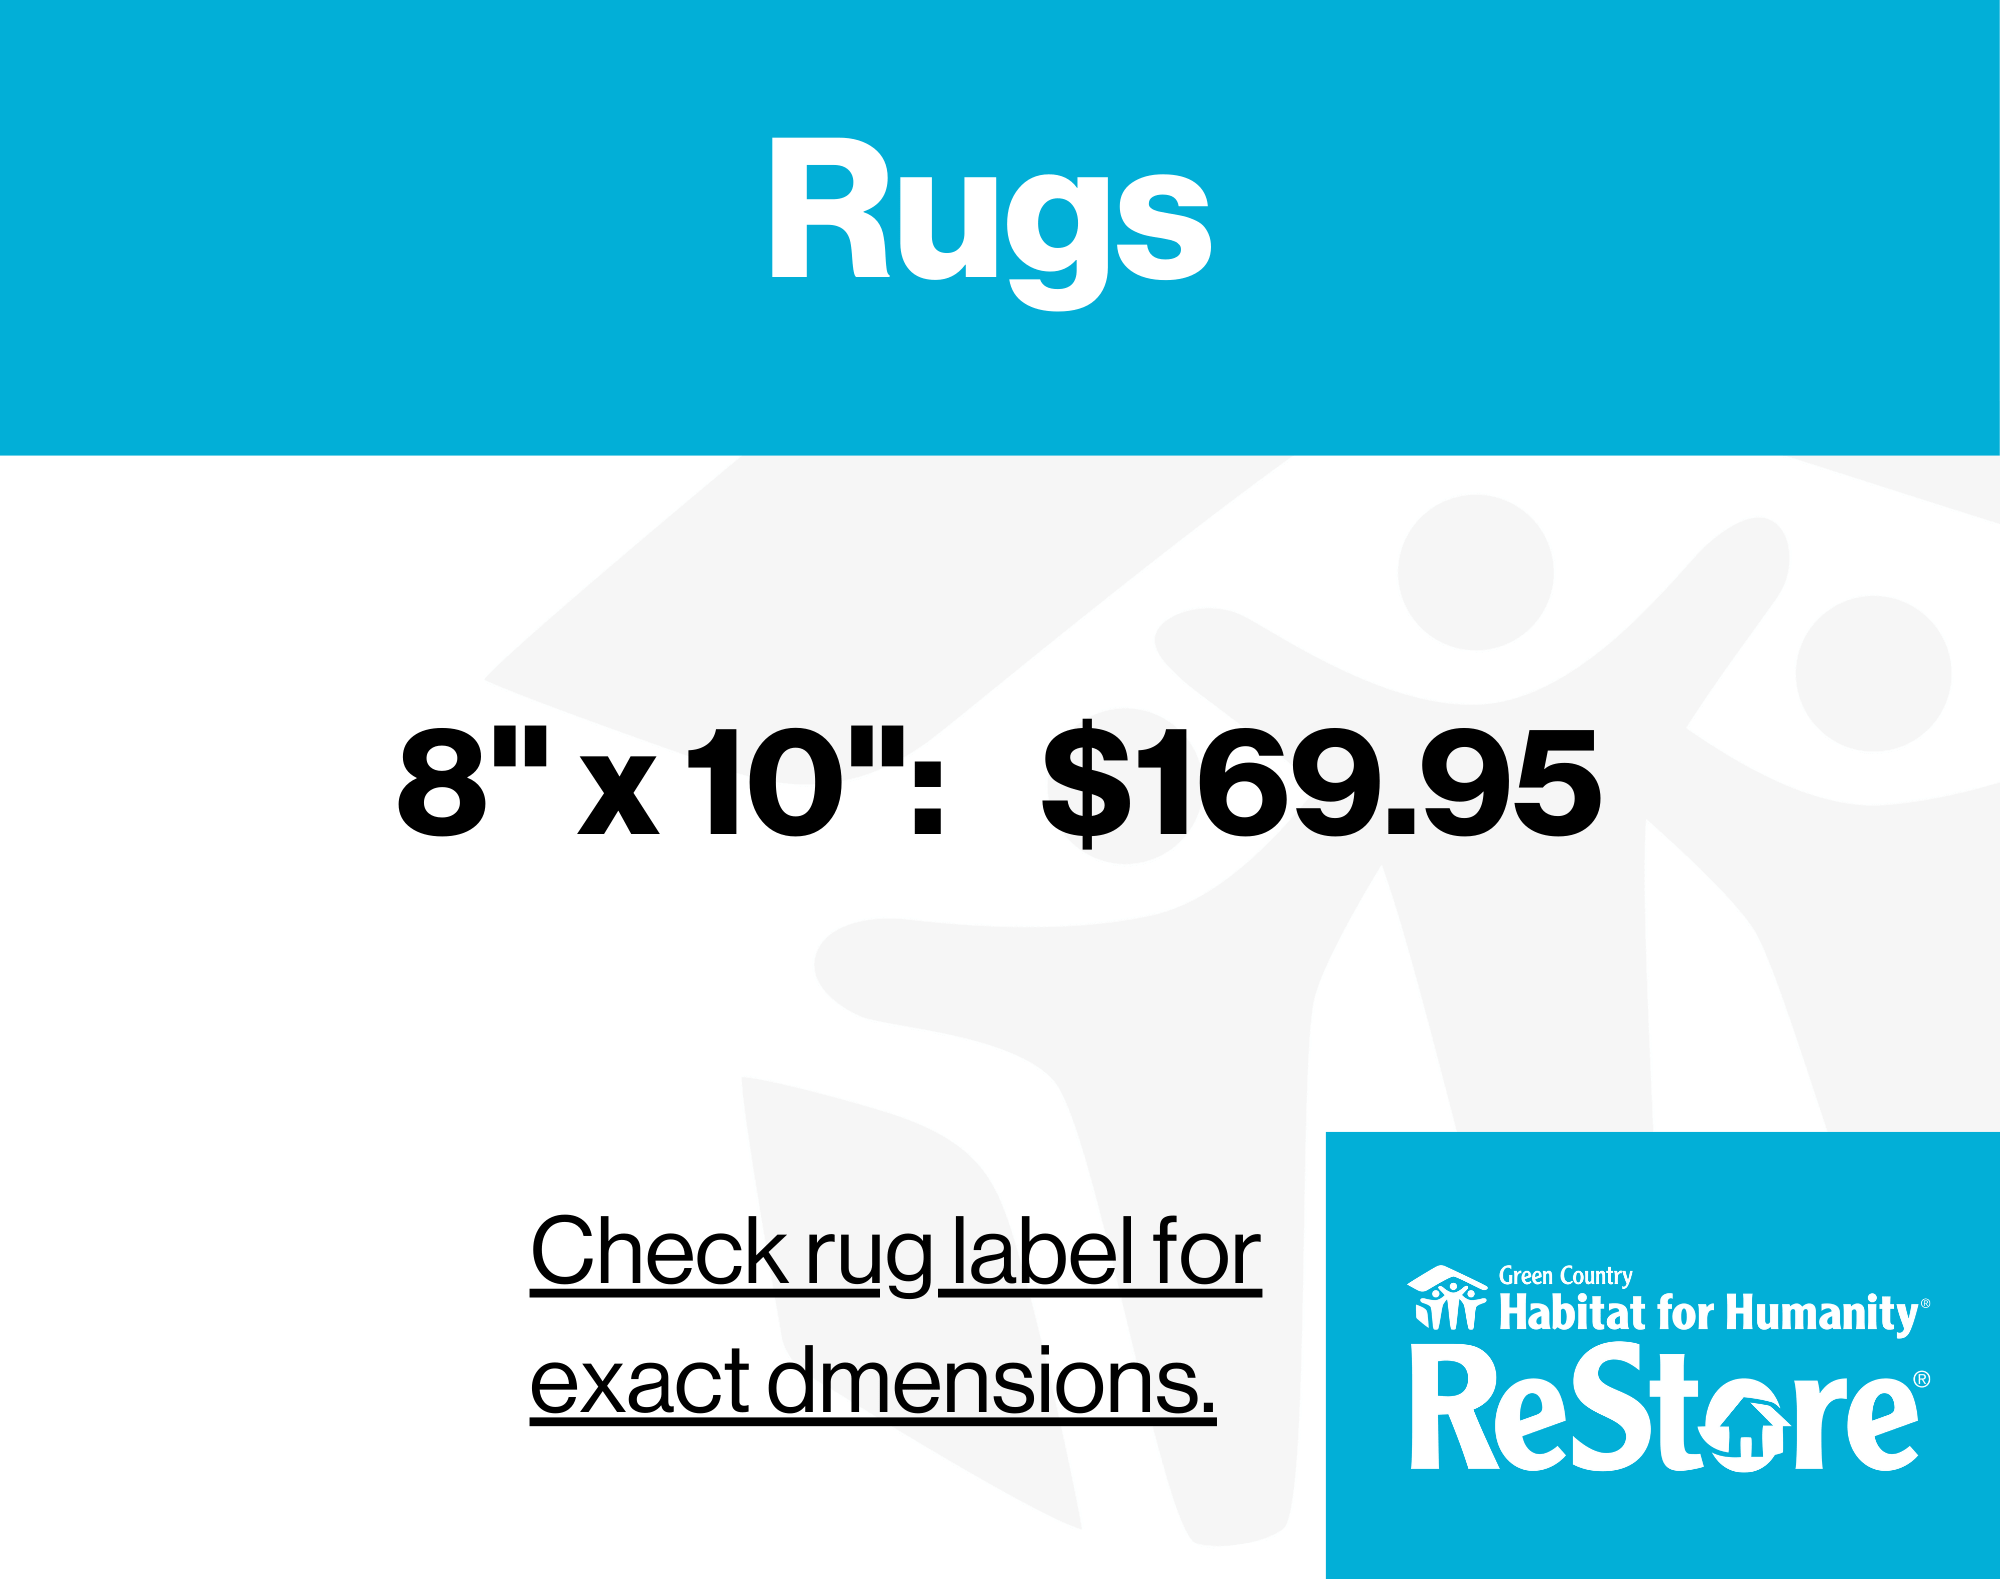 Rugs
8" x 10": $169.95
Check rug label for
exact dmensions.
Green Country
Habitat for Humanity®
ReStore®